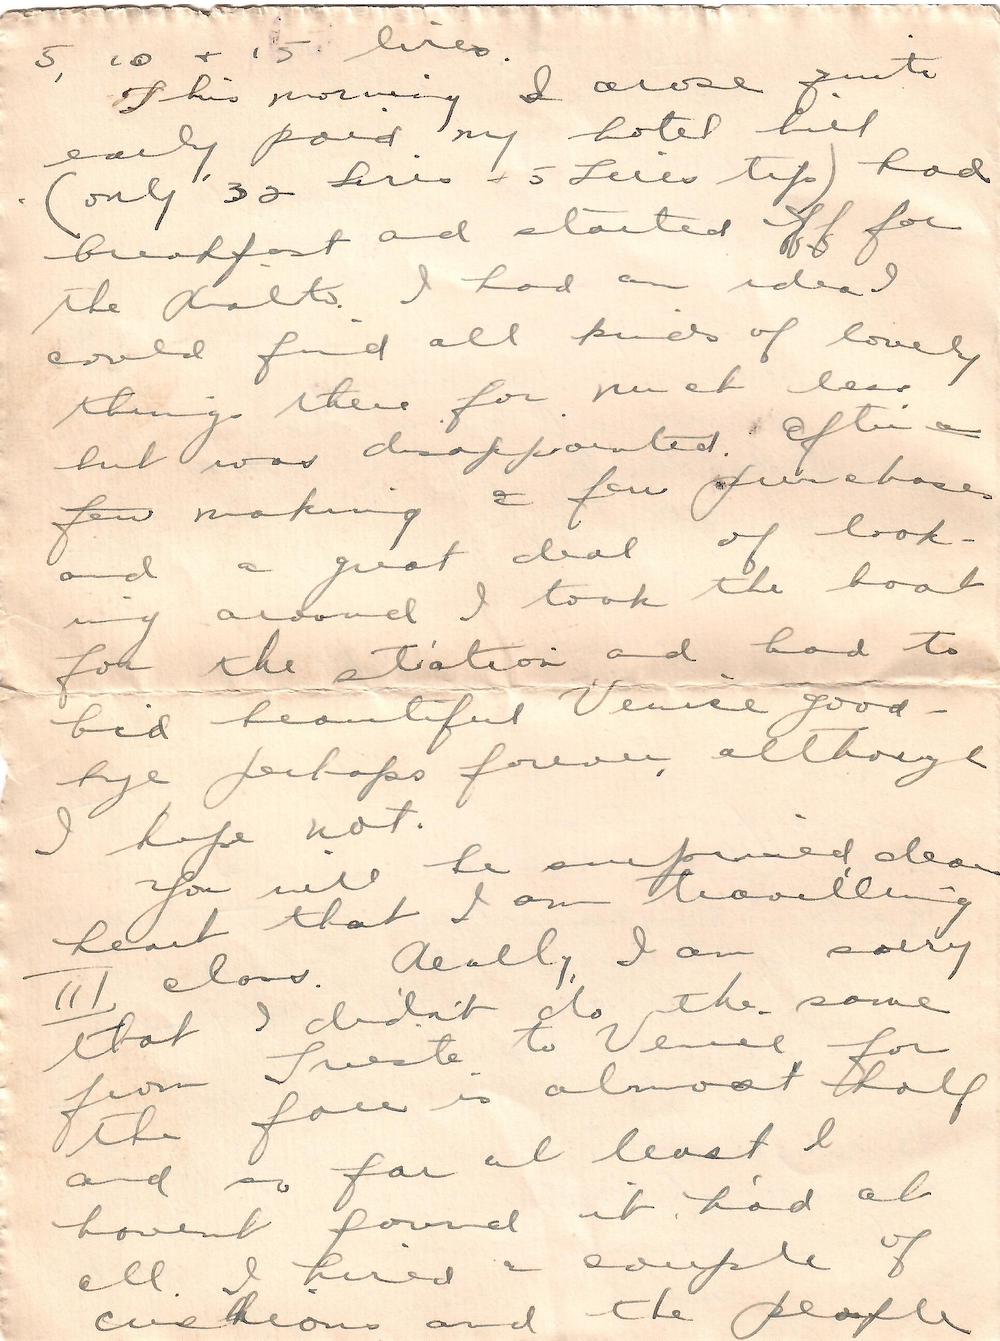 5, 10 + 15 lires.
This morning I arose quite
early paid my hotel bill
(only 32 Liris + 5 Liris tip) had
breakfast and started off for
the Rialto. I had an idea I
could find all kinds of lovely
things there for much less
but was disappointed. After a
few making a few purchases
and a great deal of look-
ing around I took the boat
for the station and had to
bid beautiful Venice good-
bye perhaps forever, although
I hope not.
You will be surprised, dear
heart that I am travelling
III class. Really, I am sorry
that I didn't do the same
from Trieste to Venice, for
the fare is almost half
and so far at least I
havent found it bad at
all. I hired a couple of
cushions and the people